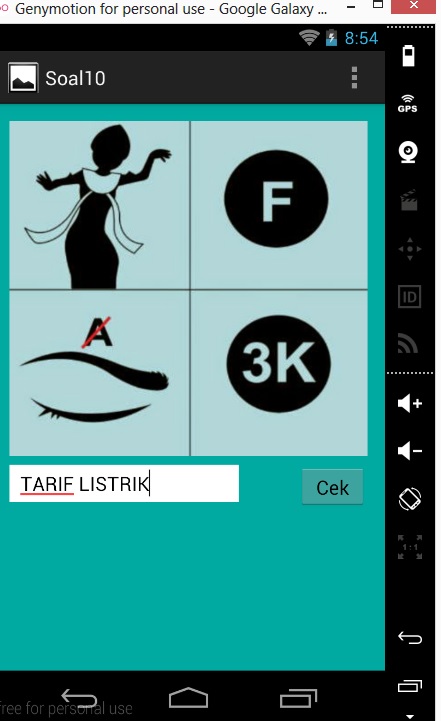 Genymotion for personal use - Google Galaxy ...
8:54
Soal10
GPS
F
ID
A
3K
TARIF LISTRIK
Cek
1:1
free for personal use